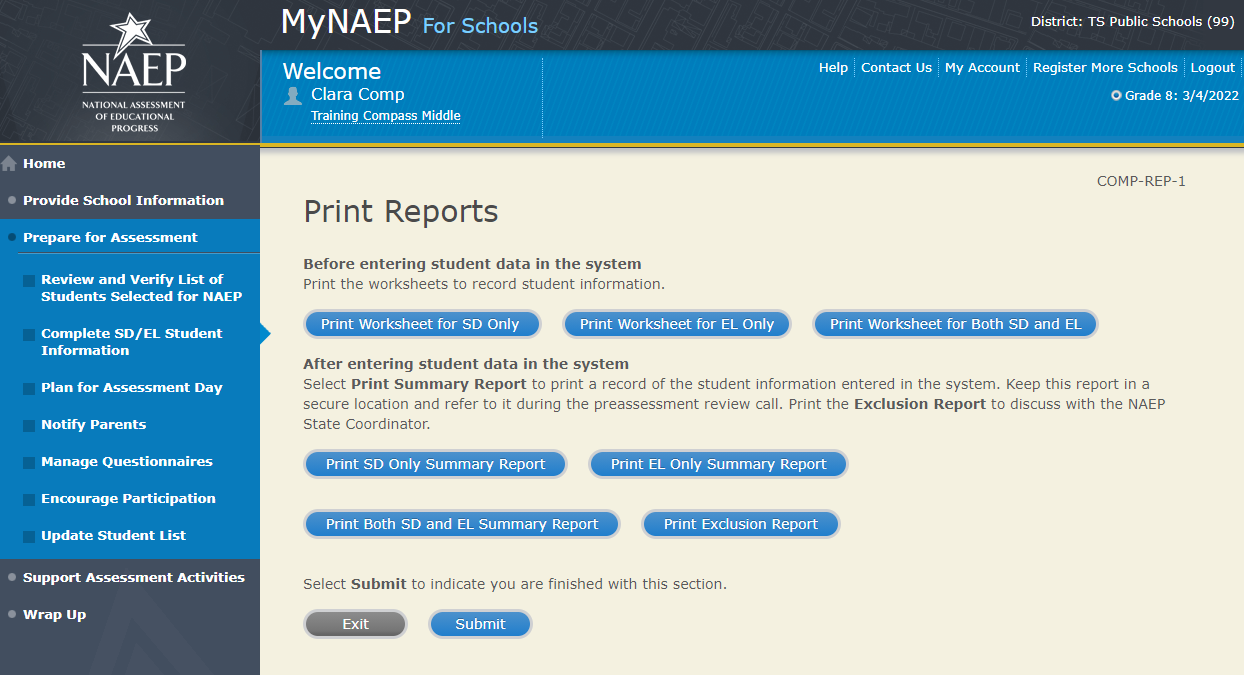 NAEP
NATIONAL ASSESSMENT
OF EDUCATIONAL
PROGRESS
MyNAEP For Schools
District: TS Public Schools (99)
Welcome
Clara Comp
Training Compass Middle
Help Contact Us My Account Register More Schools Logout
Grade 8: 3/4/2022
Home
Provide School Information
Prepare for Assessment
Review and Verify List of
Students Selected for NAEP
Complete SD/EL Student
Information
Plan for Assessment Day
Notify Parents
Manage Questionnaires
Encourage Participation
Update Student List
Support Assessment Activities
Wrap Up
COMP-REP-1
Print Reports
Before entering student data in the system
Print the worksheets to record student information.
Print Worksheet for SD Only Print Worksheet for EL Only Print Worksheet for Both SD and EL
After entering student data in the system
Select Print Summary Report to print a record of the student information entered in the system. Keep this report in a
secure location and refer to it during the preassessment review call. Print the Exclusion Report to discuss with the NAEP
State Coordinator.
Print SD Only Summary Report Print EL Only Summary Report
Print Both SD and EL Summary Report Print Exclusion Report
Select Submit to indicate you are finished with this section.
Exit Submit